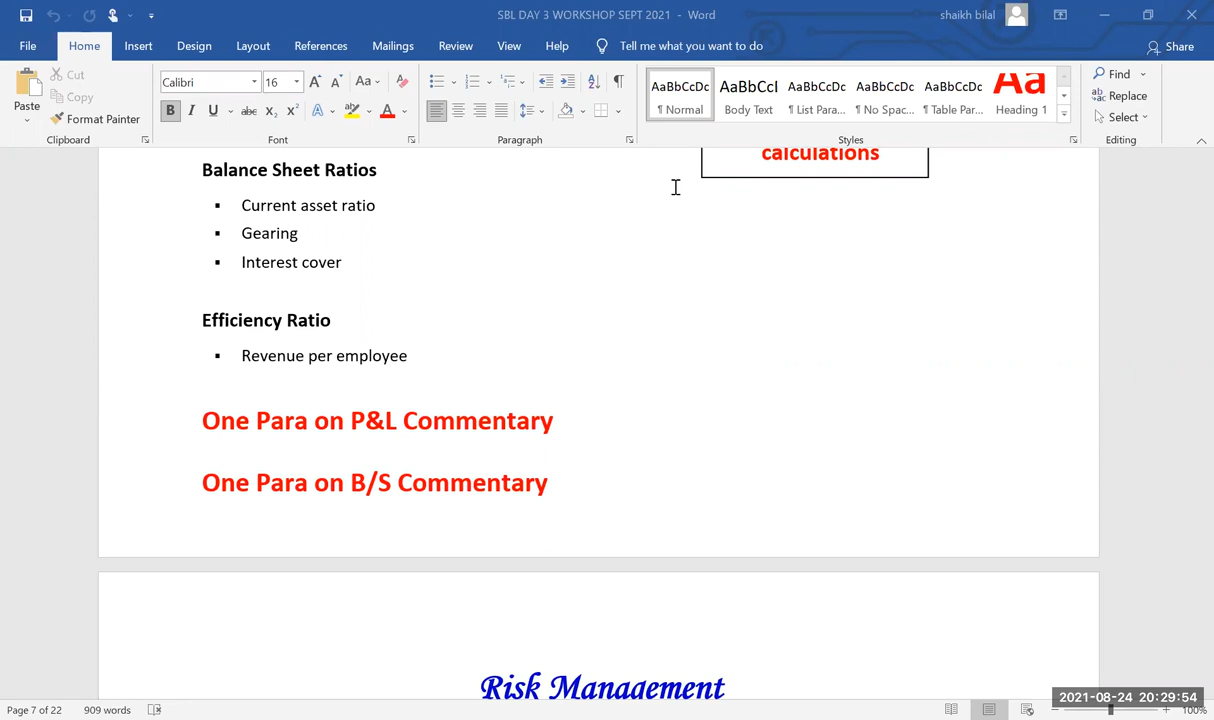 SBL DAY 3 WORKSHOP SEPT 2021 - Word
shaikh bilal
File Home Insert Design Layout References Mailings Review View Help Tell me what you want to do Share
Paste
Cut
Copy
Format Painter
Clipboard
Calibri 16
B I U abc x₂ x²
Font
Paragraph
AaBbCcDc AaBbCcI AaBbCcDc AaBbCcDc AaBbCcDc Aa
¶ Normal Body Text ¶ List Para... ¶ No Spac... ¶ Table Par... Heading 1
Styles
Find
Replace
Select
Editing
calculations
Balance Sheet Ratios
▪ Current asset ratio
▪ Gearing
▪ Interest cover
Efficiency Ratio
▪ Revenue per employee
One Para on P&L Commentary
One Para on B/S Commentary
Risk Management
2021-08-24 20:29:54
Page 7 of 22 909 words 100%